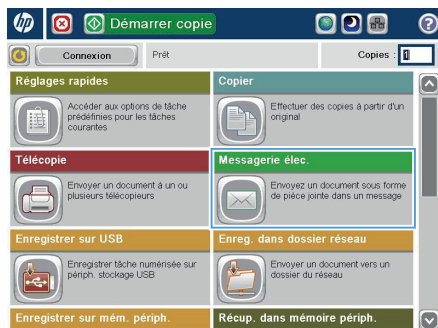 hp Démarrer copie ?
Connexion Prêt Copies : 1
Réglages rapides
Accéder aux options de tâche
prédéfinies pour les tâches
courantes
Copier
Effectuer des copies à partir d'un
original
Télécopie
Envoyer un document à un ou
plusieurs télécopieurs
Messagerie élec.
Envoyez un document sous forme
de pièce jointe dans un message
Enregistrer sur USB
Enregistrer tâche numérisée sur
périph. stockage USB
Enreg. dans dossier réseau
Envoyer un document vers un
dossier du réseau
Enregistrer sur mém. périph.
Récup. dans mémoire périph.